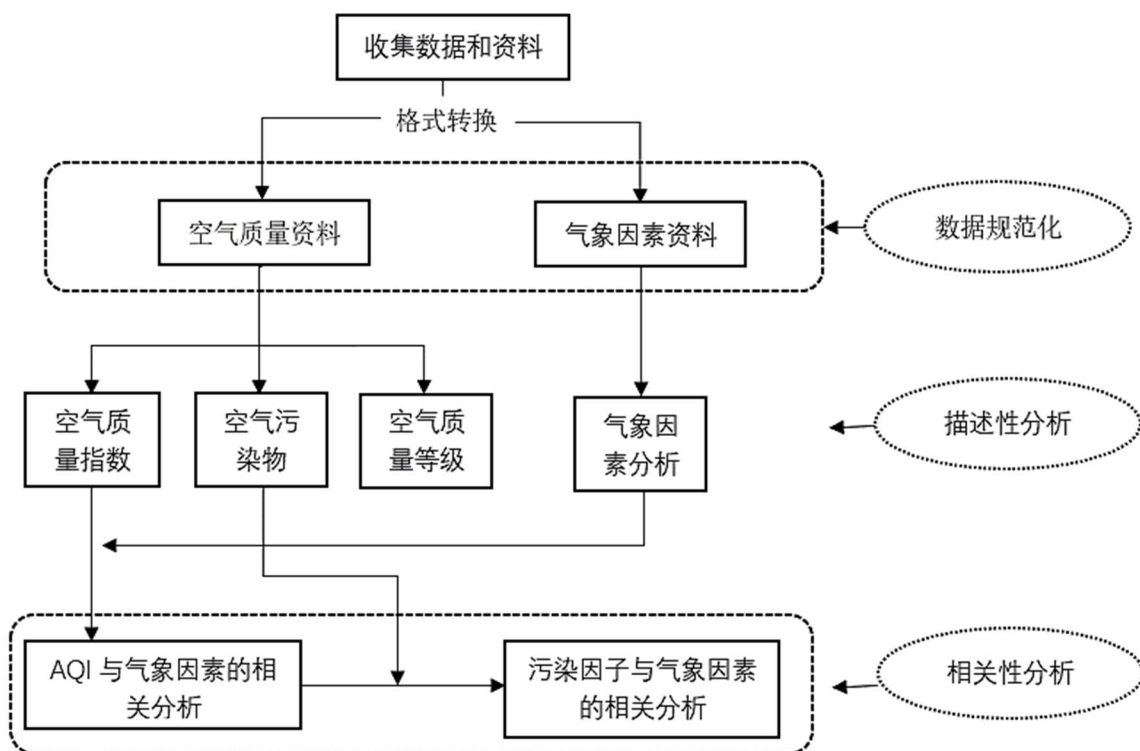 收集数据和资料
格式转换
空气质量资料
气象因素资料
数据规范化
空气质
量指数
空气污
染物
空气质
量等级
气象因
素分析
描述性分析
AQI 与气象因素的相
关分析
污染因子与气象因素
的相关分析
相关性分析